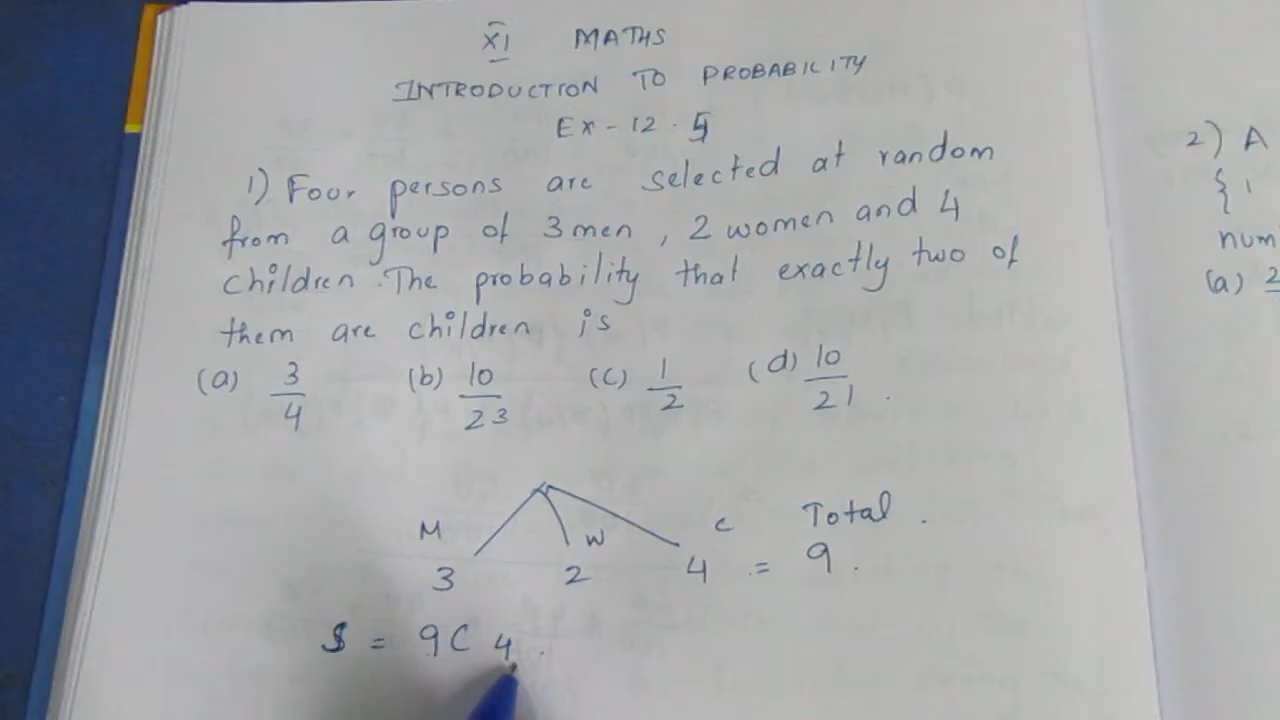 XI MATHS
INTRODUCTION TO PROBABILITY
Ex - 12.5
1) Four persons are selected at random
from a group of 3 men, 2 women and 4
children. The probability that exactly two of
them are children is
(a) 3/4 (b) 10/23 (c) 1/2 (d) 10/21.
M W C Total.
3 2 4 = 9.
S = 9C4.
2) A
{ 1
num
(a) 2